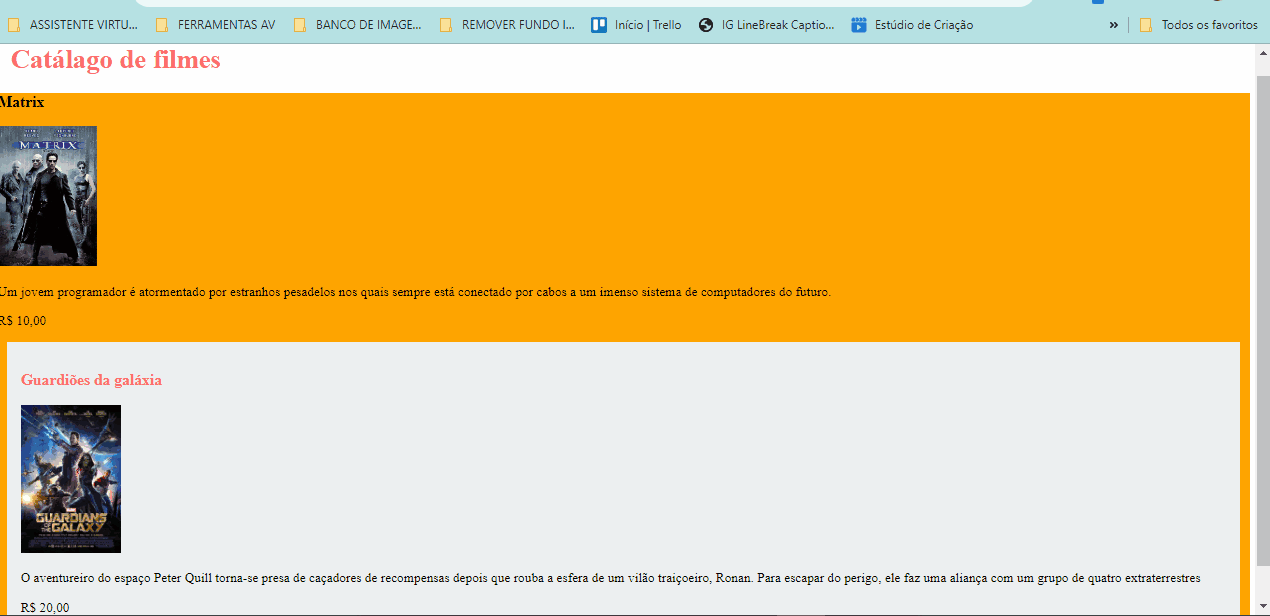 ASSISTENTE VIRTU... FERRAMENTAS AV BANCO DE IMAGE... REMOVER FUNDO I... Início | Trello IG LineBreak Captio... Estúdio de Criação » Todos os favoritos
Catálago de filmes
Matrix
MATRIX
Um jovem programador é atormentado por estranhos pesadelos nos quais sempre está conectado por cabos a um imenso sistema de computadores do futuro.
R$ 10,00
Guardiões da galáxia
MARVEL
GUARDIANS
OF THE GALAXY
O aventureiro do espaço Peter Quill torna-se presa de caçadores de recompensas depois que rouba a esfera de um vilão traiçoeiro, Ronan. Para escapar do perigo, ele faz uma aliança com um grupo de quatro extraterrestres
R$ 20,00